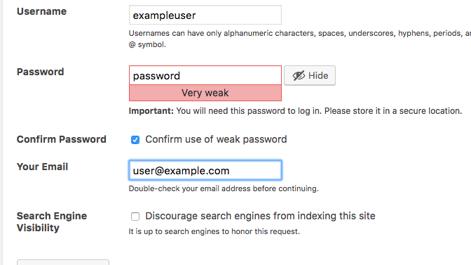 Username
exampleuser
Usernames can have only alphanumeric characters, spaces, underscores, hyphens, periods, a
@ symbol.
Password
password
Hide
Very weak
Important: You will need this password to log in. Please store it in a secure location.
Confirm Password
Confirm use of weak password
Your Email
user@example.com
Double-check your email address before continuing.
Search Engine
Visibility
Discourage search engines from indexing this site
It is up to search engines to honor this request.